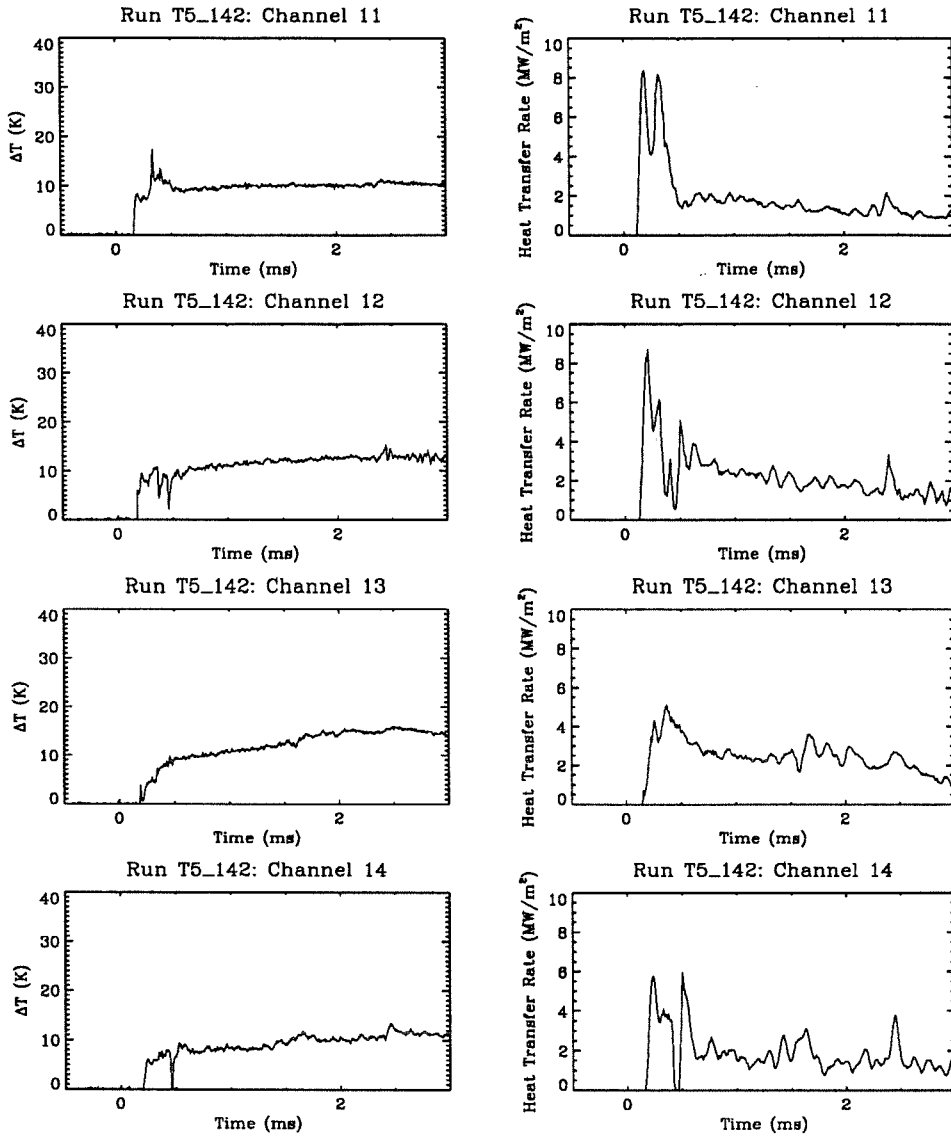 Run T5_142: Channel 11
ΔT (K)
40
30
20
10
0
0
2
Time (ms)
Run T5_142: Channel 11
Heat Transfer Rate (MW/m²)
10
8
6
4
2
0
0
2
Time (ms)
Run T5_142: Channel 12
ΔT (K)
40
30
20
10
0
0
2
Time (ms)
Run T5_142: Channel 12
Heat Transfer Rate (MW/m²)
10
8
6
4
2
0
0
2
Time (ms)
Run T5_142: Channel 13
ΔT (K)
40
30
20
10
0
0
2
Time (ms)
Run T5_142: Channel 13
Heat Transfer Rate (MW/m²)
10
8
6
4
2
0
0
2
Time (ms)
Run T5_142: Channel 14
ΔT (K)
40
30
20
10
0
0
2
Time (ms)
Run T5_142: Channel 14
Heat Transfer Rate (MW/m²)
10
8
6
4
2
0
0
2
Time (ms)